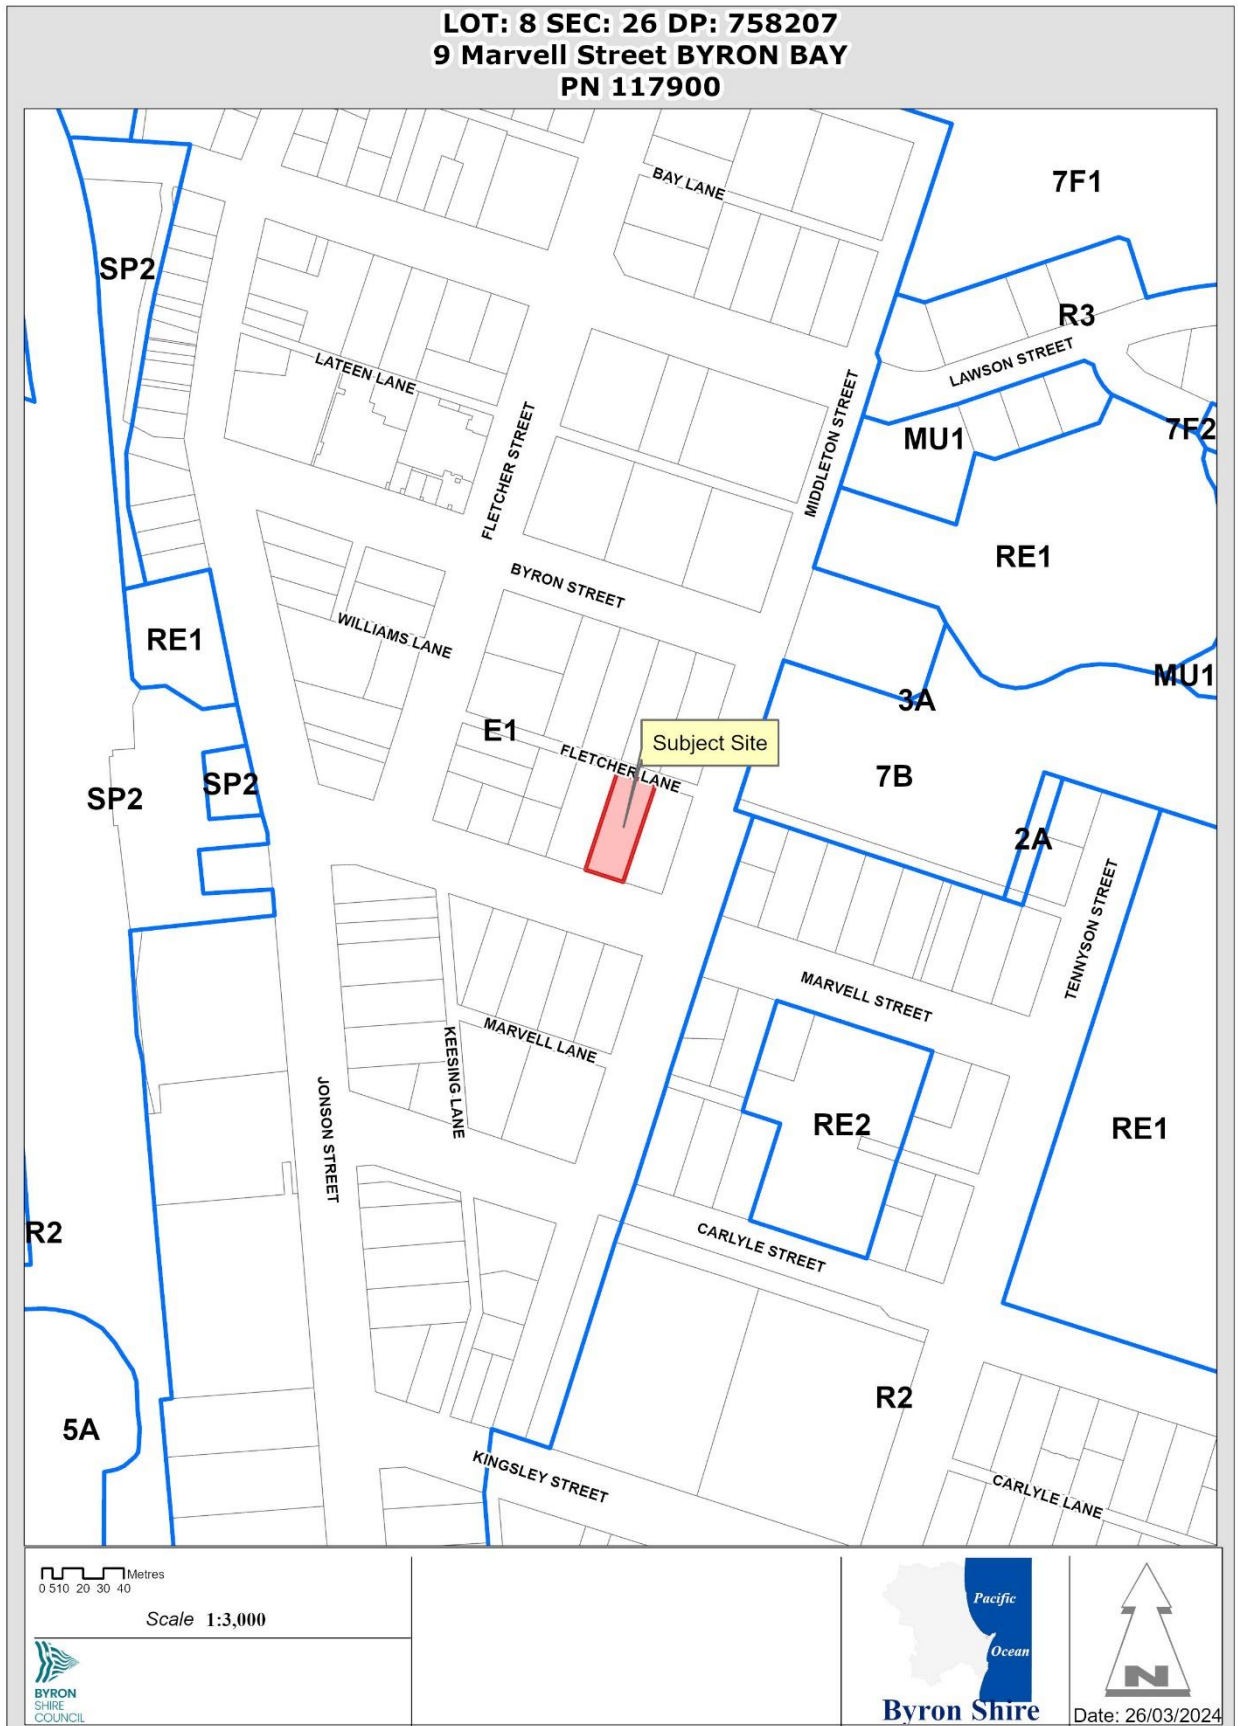 LOT: 8 SEC: 26 DP: 758207
9 Marvell Street BYRON BAY
PN 117900
7F1
BAY LANE
SP2
R3
LAWSON STREET
LATEEN LANE
FLETCHER STREET
MIDDLETON STREET
MU1
7F2
RE1
BYRON STREET
WILLIAMS LANE
RE1
MU1
3A
E1
Subject Site
FLETCHER LANE
7B
SP2
SP2
2A
TENNYSON STREET
MARVELL STREET
MARVELL LANE
KEESING LANE
JONSON STREET
RE2
RE1
R2
CARLYLE STREET
R2
5A
KINGSLEY STREET
CARLYLE LANE
Metres
0 510 20 30 40
Scale 1:3,000
BYRON
SHIRE
COUNCIL
Pacific
Ocean
Byron Shire
N
Date: 26/03/2024